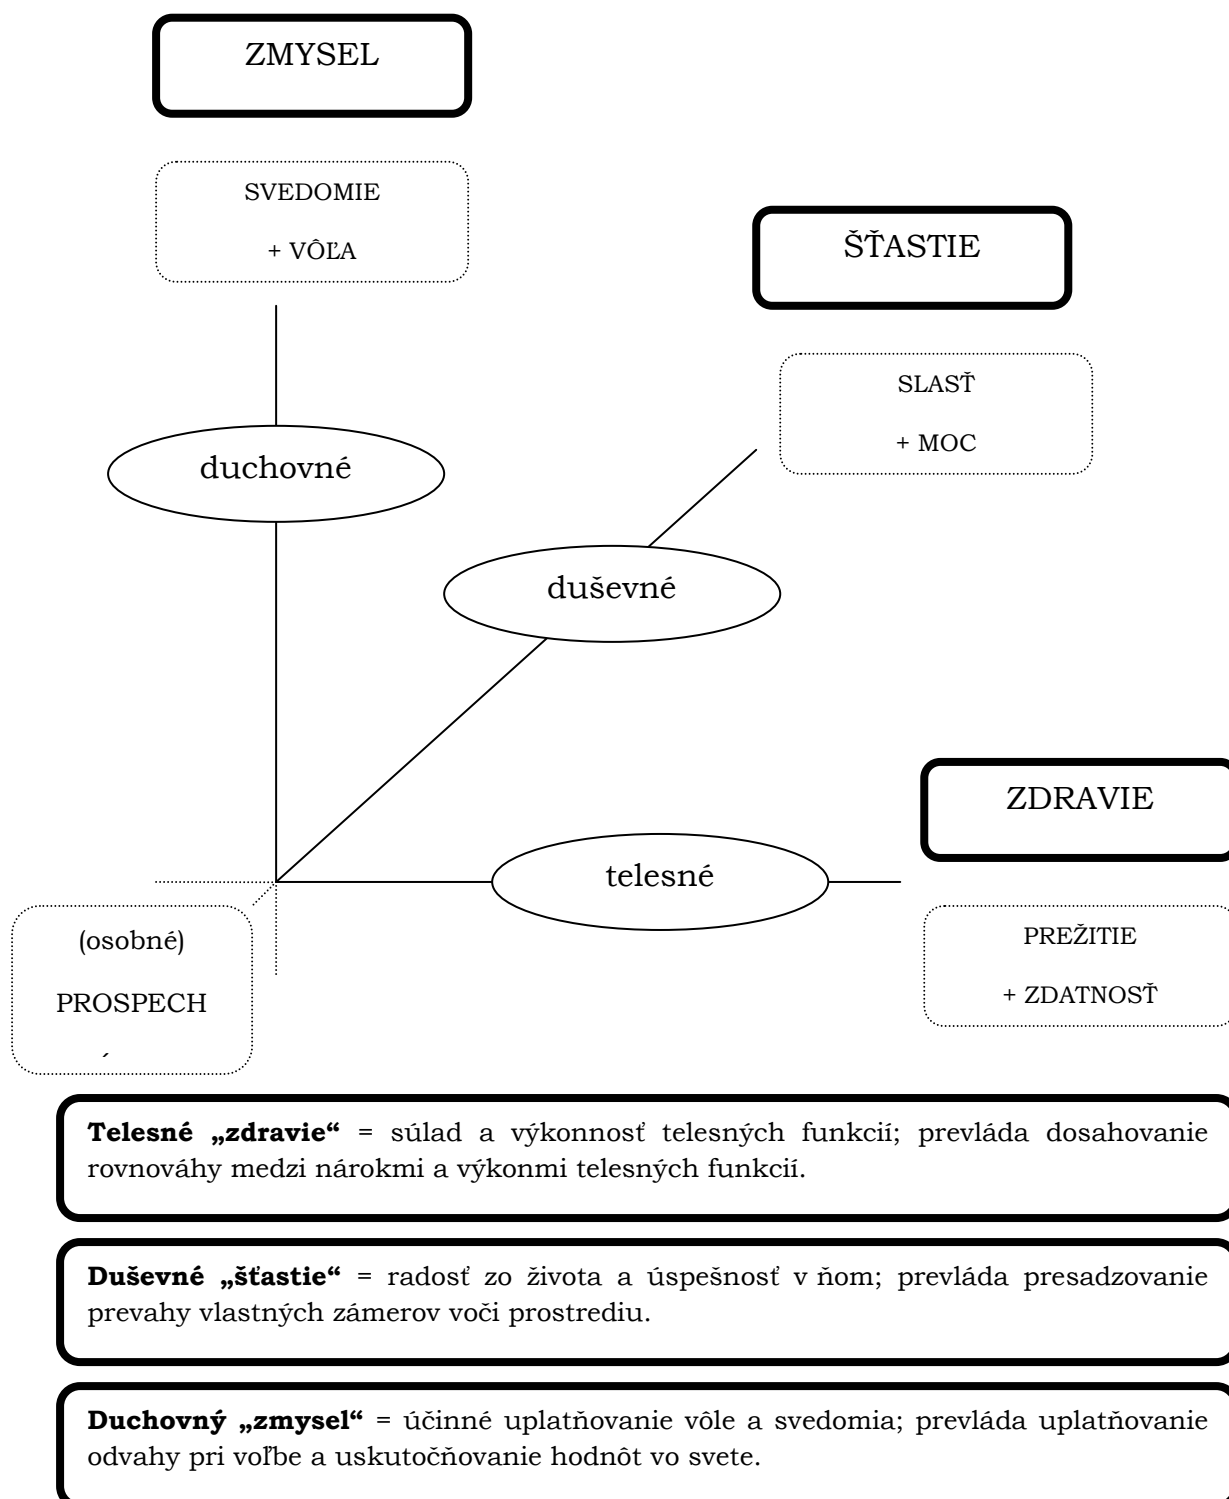 ZMYSEL
SVEDOMIE
+ VÔĽA
ŠŤASTIE
SLASŤ
+ MOC
duchovné
duševné
ZDRAVIE
telesné
PREŽITIE
+ ZDATNOSŤ
(osobné)
PROSPECH
Telesné „zdravie“ = súlad a výkonnosť telesných funkcií; prevláda dosahovanie
rovnováhy medzi nárokmi a výkonmi telesných funkcií.
Duševné „šťastie“ = radosť zo života a úspešnosť v ňom; prevláda presadzovanie
prevahy vlastných zámerov voči prostrediu.
Duchovný „zmysel“ = účinné uplatňovanie vôle a svedomia; prevláda uplatňovanie
odvahy pri voľbe a uskutočňovanie hodnôt vo svete.